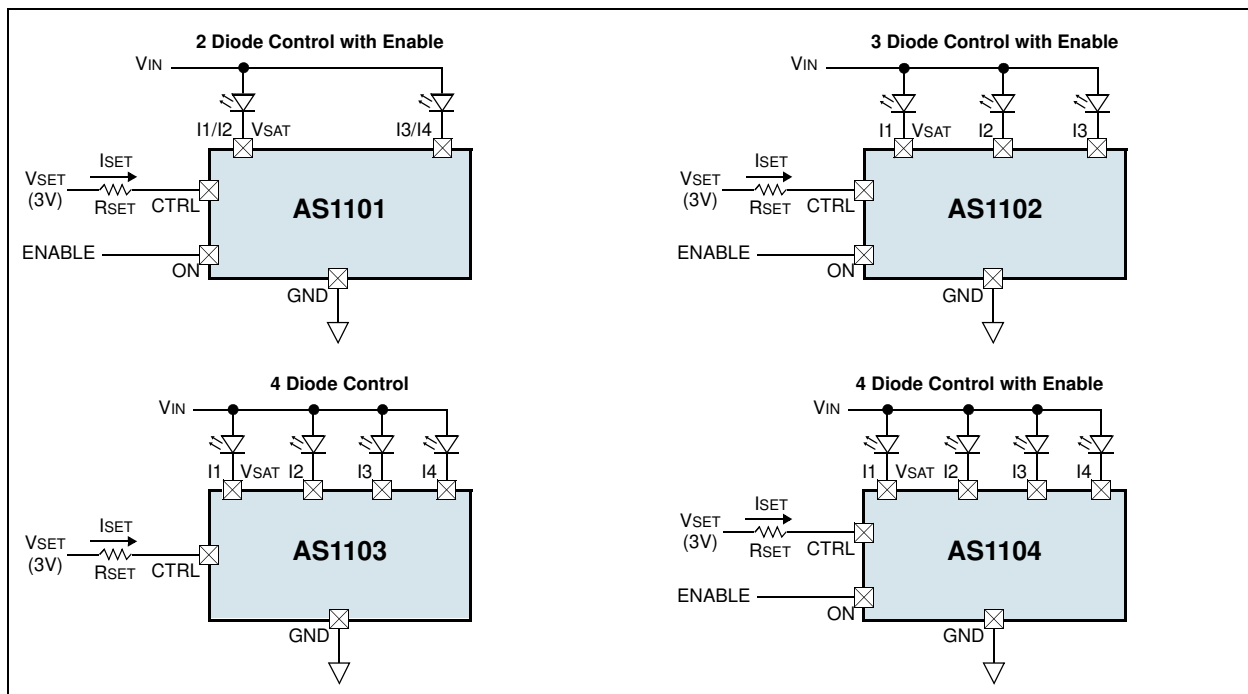 2 Diode Control with Enable
VIN
I1/I2 VSAT I3/I4
ISET
VSET
(3V)
RSET CTRL
AS1101
ENABLE
ON
GND
3 Diode Control with Enable
VIN
I1 VSAT I2 I3
ISET
VSET
(3V)
RSET CTRL
AS1102
ENABLE
ON
GND
4 Diode Control
VIN
I1 VSAT I2 I3 I4
ISET
VSET
(3V)
RSET CTRL
AS1103
GND
4 Diode Control with Enable
VIN
I1 VSAT I2 I3 I4
ISET
VSET
(3V)
RSET CTRL
AS1104
ENABLE
ON
GND